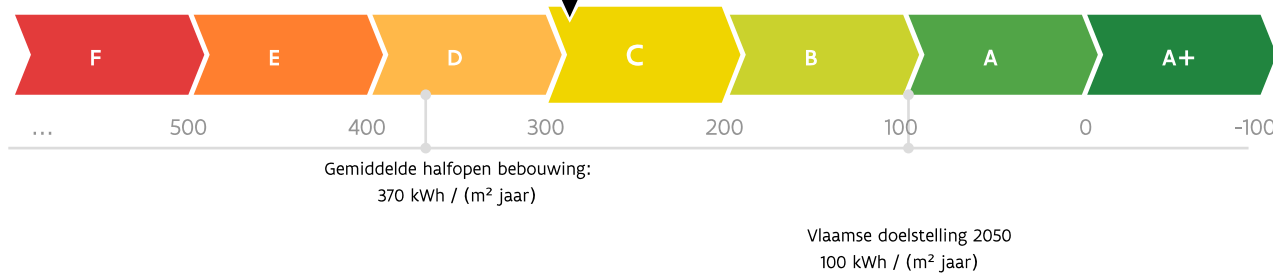 F E D C B A A+
... 500 400 300 200 100 0 -100
Gemiddelde halfopen bebouwing:
370 kWh / (m² jaar)
Vlaamse doelstelling 2050
100 kWh / (m² jaar)